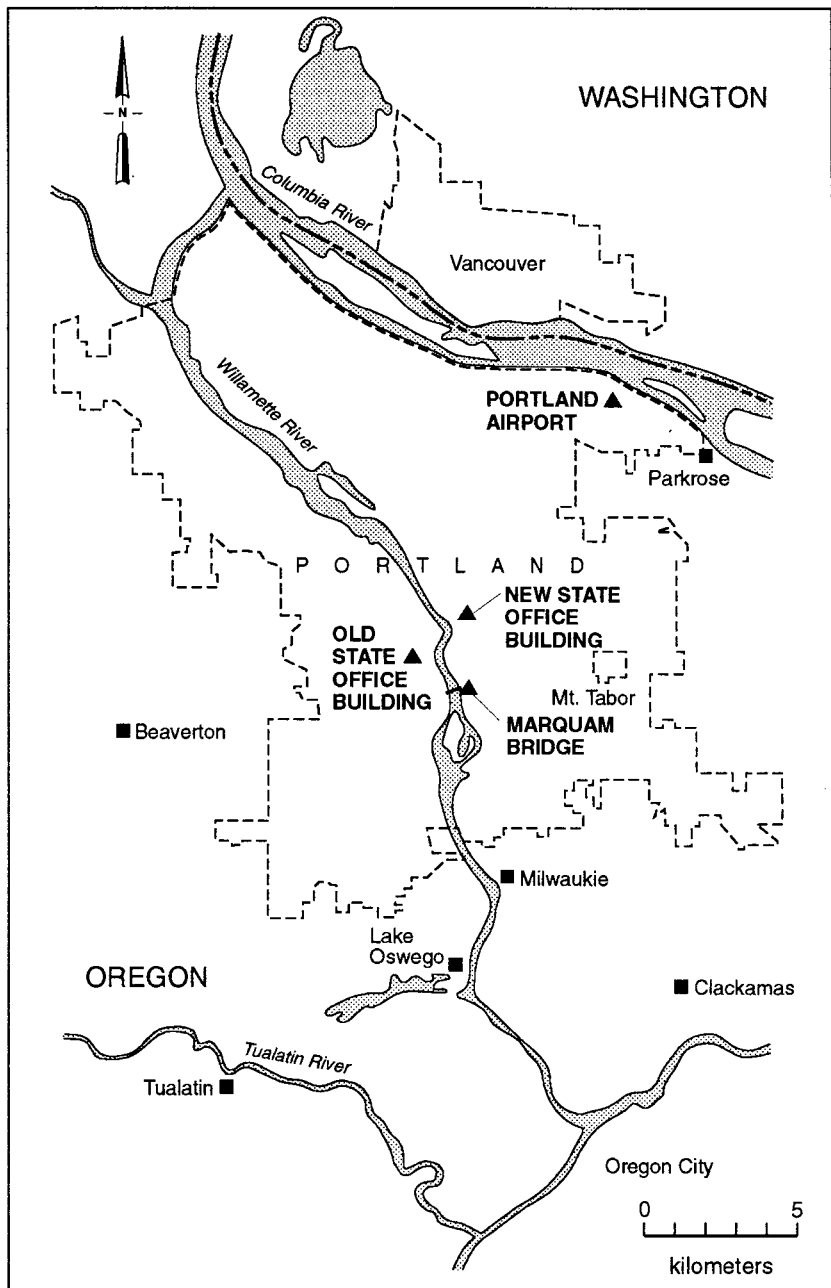 WASHINGTON
N
Columbia River
Vancouver
Willamette River
PORTLAND
AIRPORT
Parkrose
PORTLAND
NEW STATE
OFFICE
BUILDING
OLD
STATE
OFFICE
BUILDING
Mt. Tabor
Beaverton
MARQUAM
BRIDGE
Milwaukie
Lake
Oswego
OREGON
Clackamas
Tualatin River
Tualatin
Oregon City
0 5
kilometers